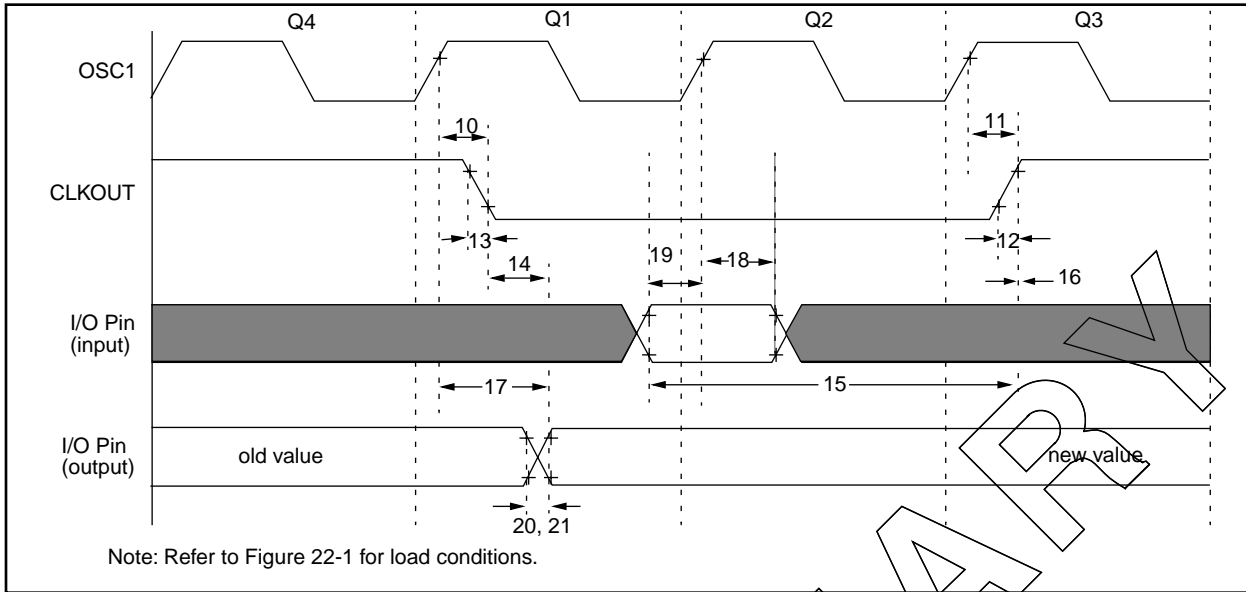 Q4 Q1 Q2 Q3
OSC1
10 11
CLKOUT
13 12
14 19 18 16
I/O Pin
(input)
17 15
I/O Pin
(output)
old value new value
20, 21
Note: Refer to Figure 22-1 for load conditions.
A R Y